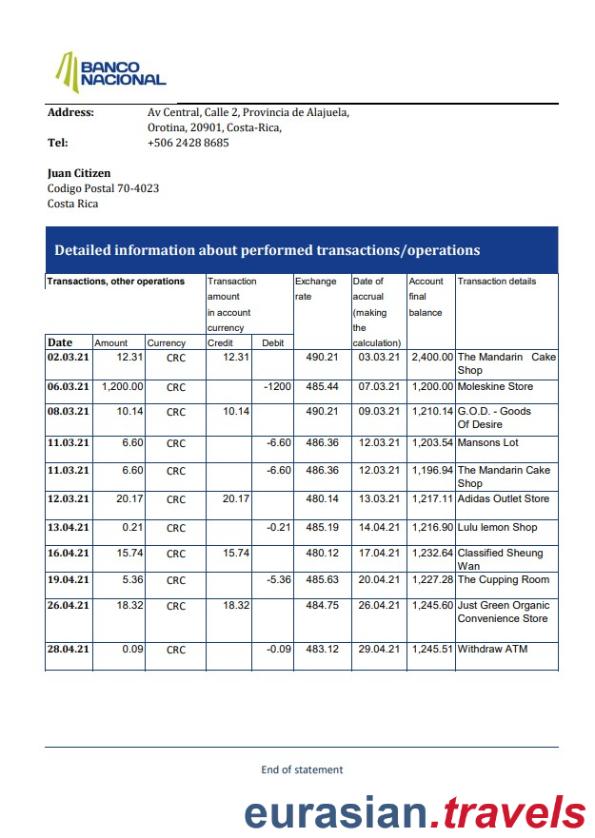 BANCO
NACIONAL
Address: Av Central, Calle 2, Provincia de Alajuela,
Orotina, 20901, Costa-Rica,
Tel: +506 2428 8685
Juan Citizen
Codigo Postal 70-4023
Costa Rica
Detailed information about performed transactions/operations
Transactions, other operations
Transaction
amount
in account
currency
Exchange
rate
Date of
accrual
(making
the
calculation)
Account
final
balance
Transaction details
Date Amount Currency Credit Debit
02.03.21 12.31 CRC 12.31 490.21 03.03.21 2,400.00 The Mandarin Cake
Shop
06.03.21 1,200.00 CRC -1200 485.44 07.03.21 1,200.00 Moleskine Store
08.03.21 10.14 CRC 10.14 490.21 09.03.21 1,210.14 G.O.D. - Goods
Of Desire
11.03.21 6.60 CRC -6.60 486.36 12.03.21 1,203.54 Mansons Lot
11.03.21 6.60 CRC -6.60 486.36 12.03.21 1,196.94 The Mandarin Cake
Shop
12.03.21 20.17 CRC 20.17 480.14 13.03.21 1,217.11 Adidas Outlet Store
13.04.21 0.21 CRC -0.21 485.19 14.04.21 1,216.90 Lulu lemon Shop
16.04.21 15.74 CRC 15.74 480.12 17.04.21 1,232.64 Classified Sheung
Wan
19.04.21 5.36 CRC -5.36 485.63 20.04.21 1,227.28 The Cupping Room
26.04.21 18.32 CRC 18.32 484.75 26.04.21 1,245.60 Just Green Organic
Convenience Store
28.04.21 0.09 CRC -0.09 483.12 29.04.21 1,245.51 Withdraw ATM
End of statement
eurasian.travels